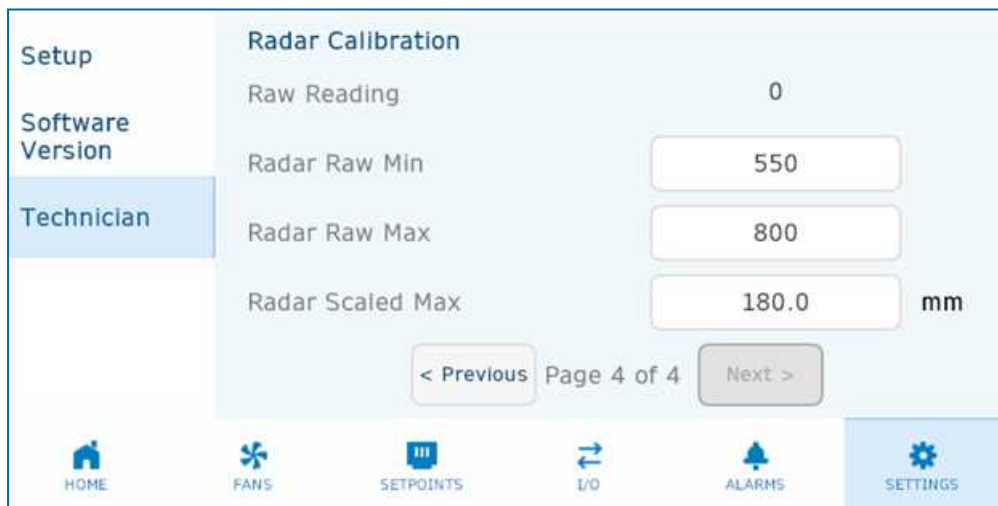 Setup
Software
Version
Technician
Radar Calibration
Raw Reading 0
Radar Raw Min 550
Radar Raw Max 800
Radar Scaled Max 180.0 mm
< Previous Page 4 of 4 Next >
HOME FANS SETPOINTS I/O ALARMS SETTINGS